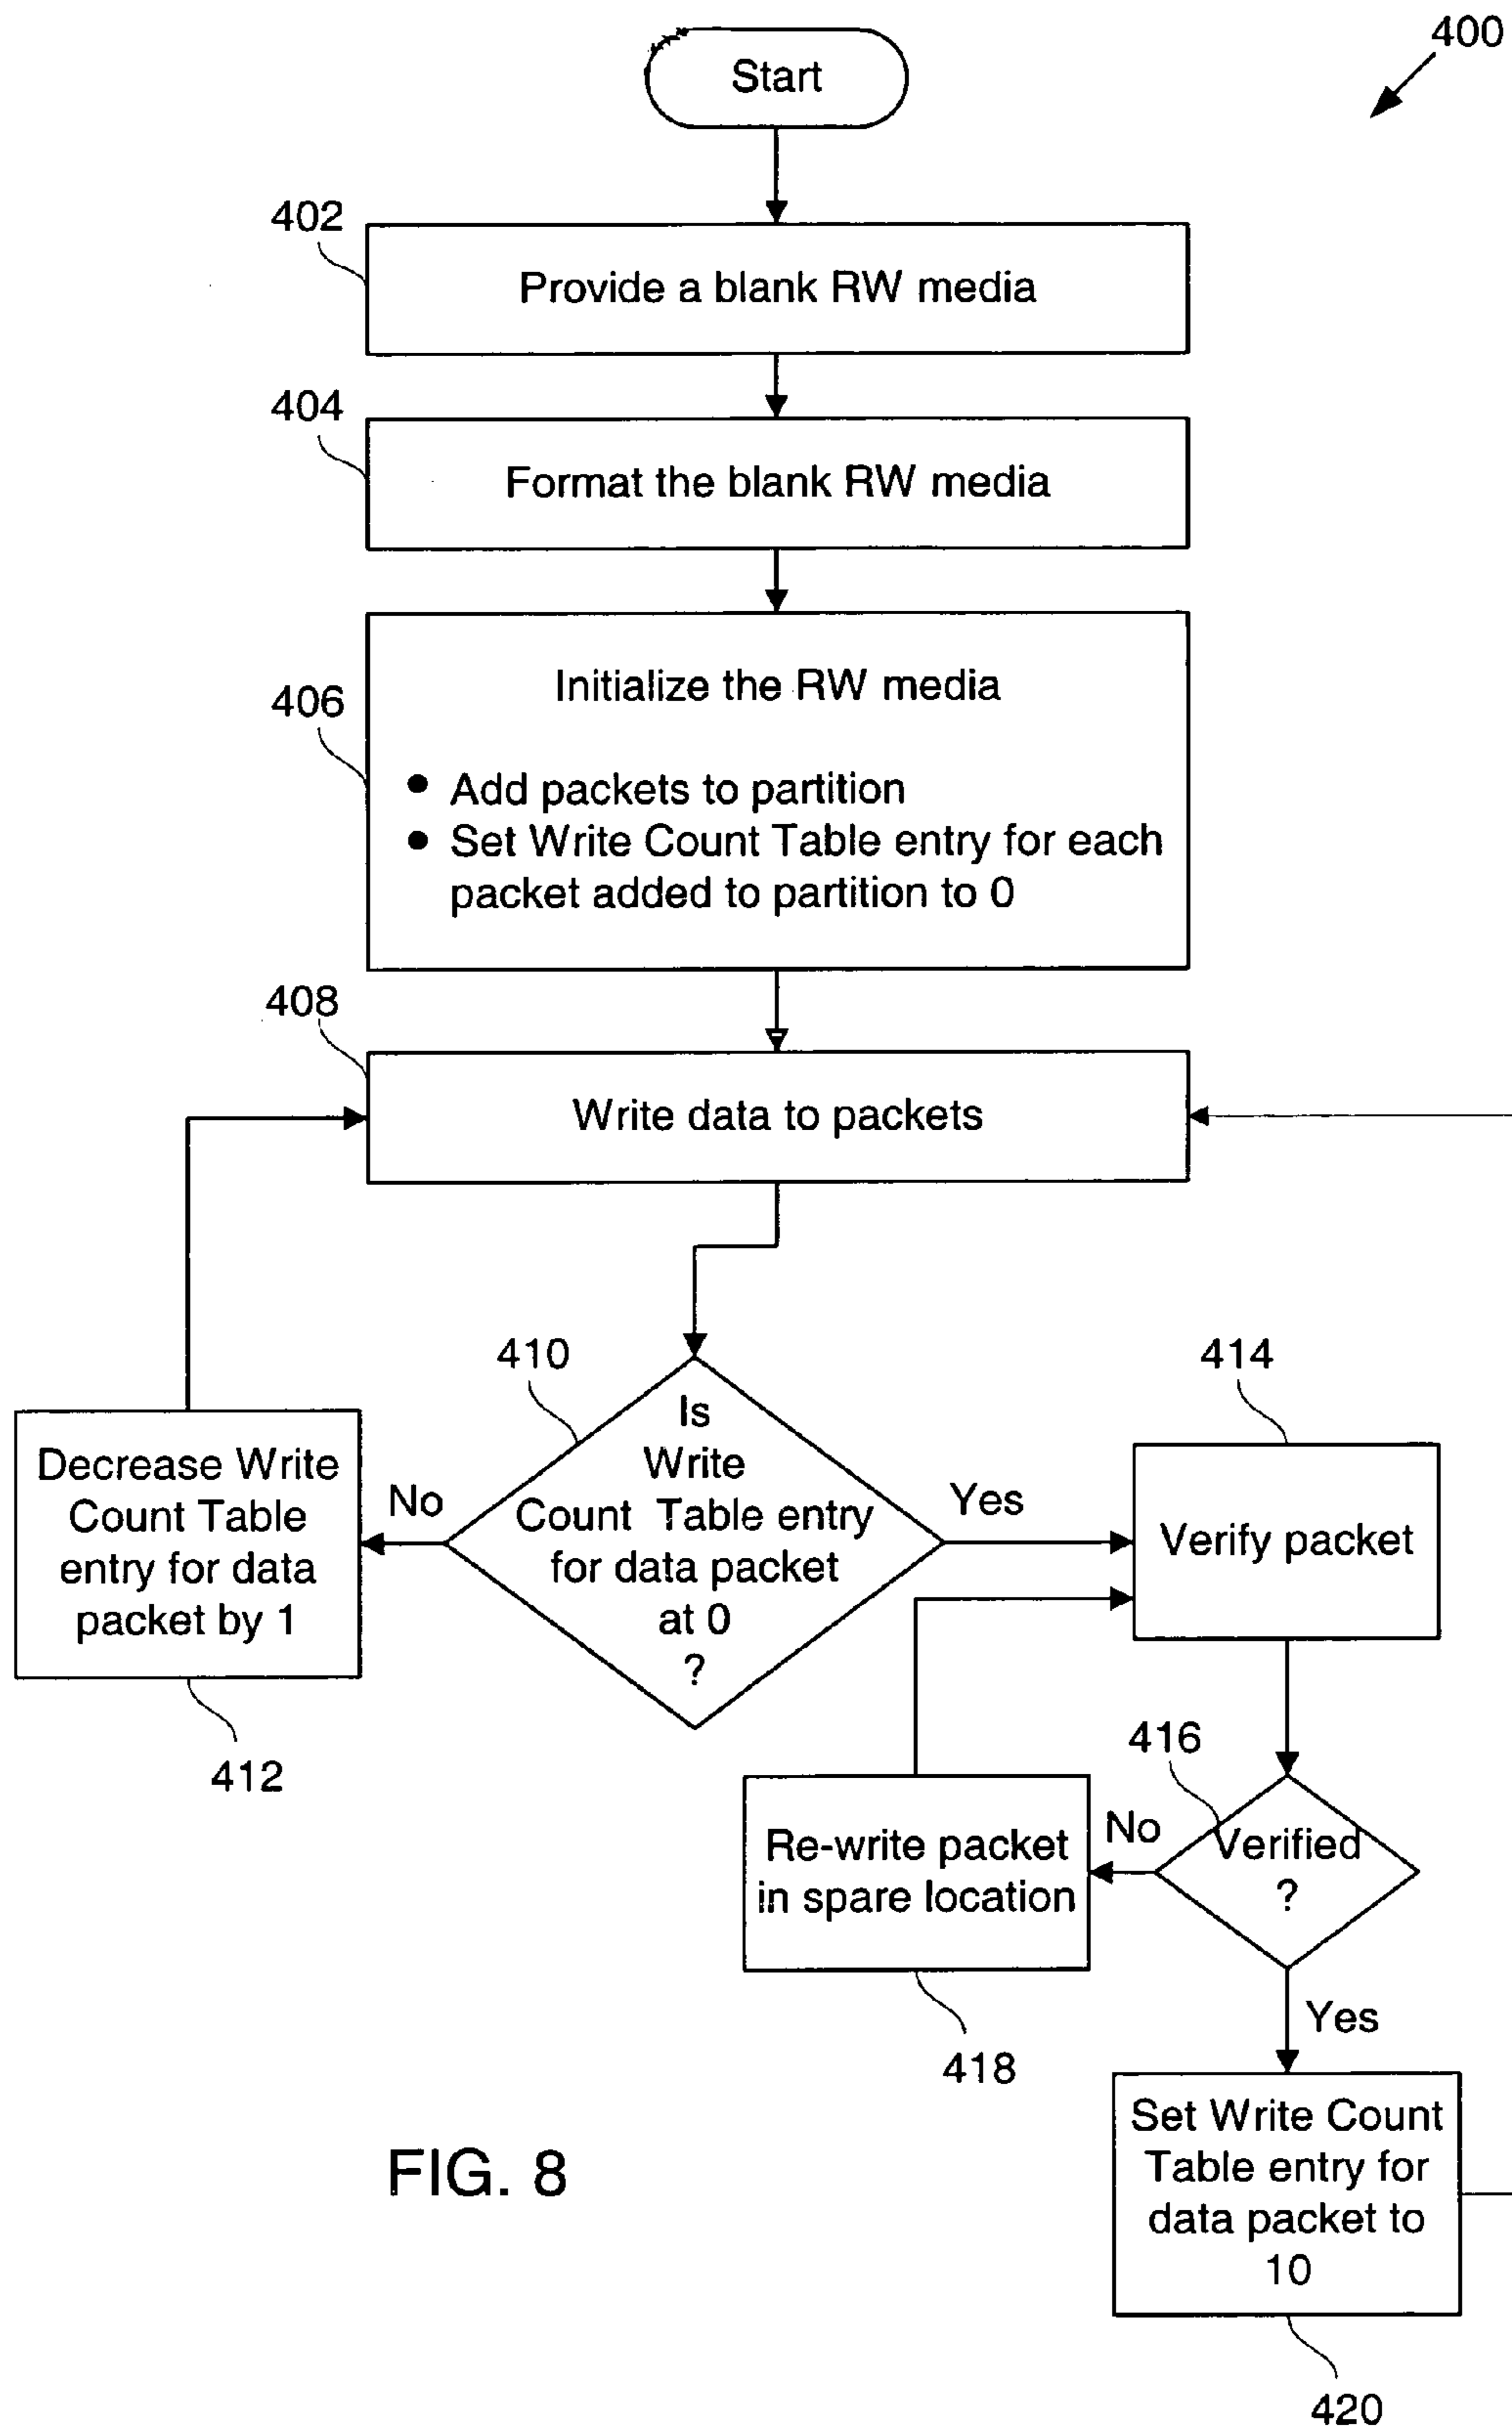 400
Start
402
Provide a blank RW media
404
Format the blank RW media
406
Initialize the RW media
● Add packets to partition
● Set Write Count Table entry for each
packet added to partition to 0
408
Write data to packets
410
Is
Write
Count Table entry
for data packet
at 0
?
No
Yes
Decrease Write
Count Table
entry for data
packet by 1
412
414
Verify packet
416
Verified
?
No
Re-write packet
in spare location
418
Yes
Set Write Count
Table entry for
data packet to
10
420
FIG. 8